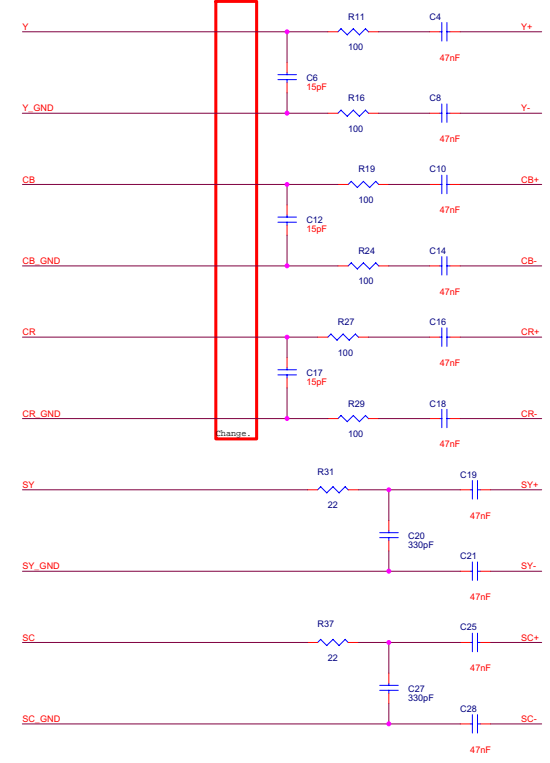 R11 C4
Y Y+
100 47nF
C6
15pF
R16 C8
Y_GND Y-
100 47nF
R19 C10
CB CB+
100 47nF
C12
15pF
R24 C14
CB_GND CB-
100 47nF
R27 C16
CR CR+
100 47nF
C17
15pF
R29 C18
CR_GND CR-
Change. 100 47nF
R31 C19
SY SY+
22 47nF
C20
330pF
C21
SY_GND SY-
47nF
R37 C25
SC SC+
22 47nF
C27
330pF
C28
SC_GND SC-
47nF